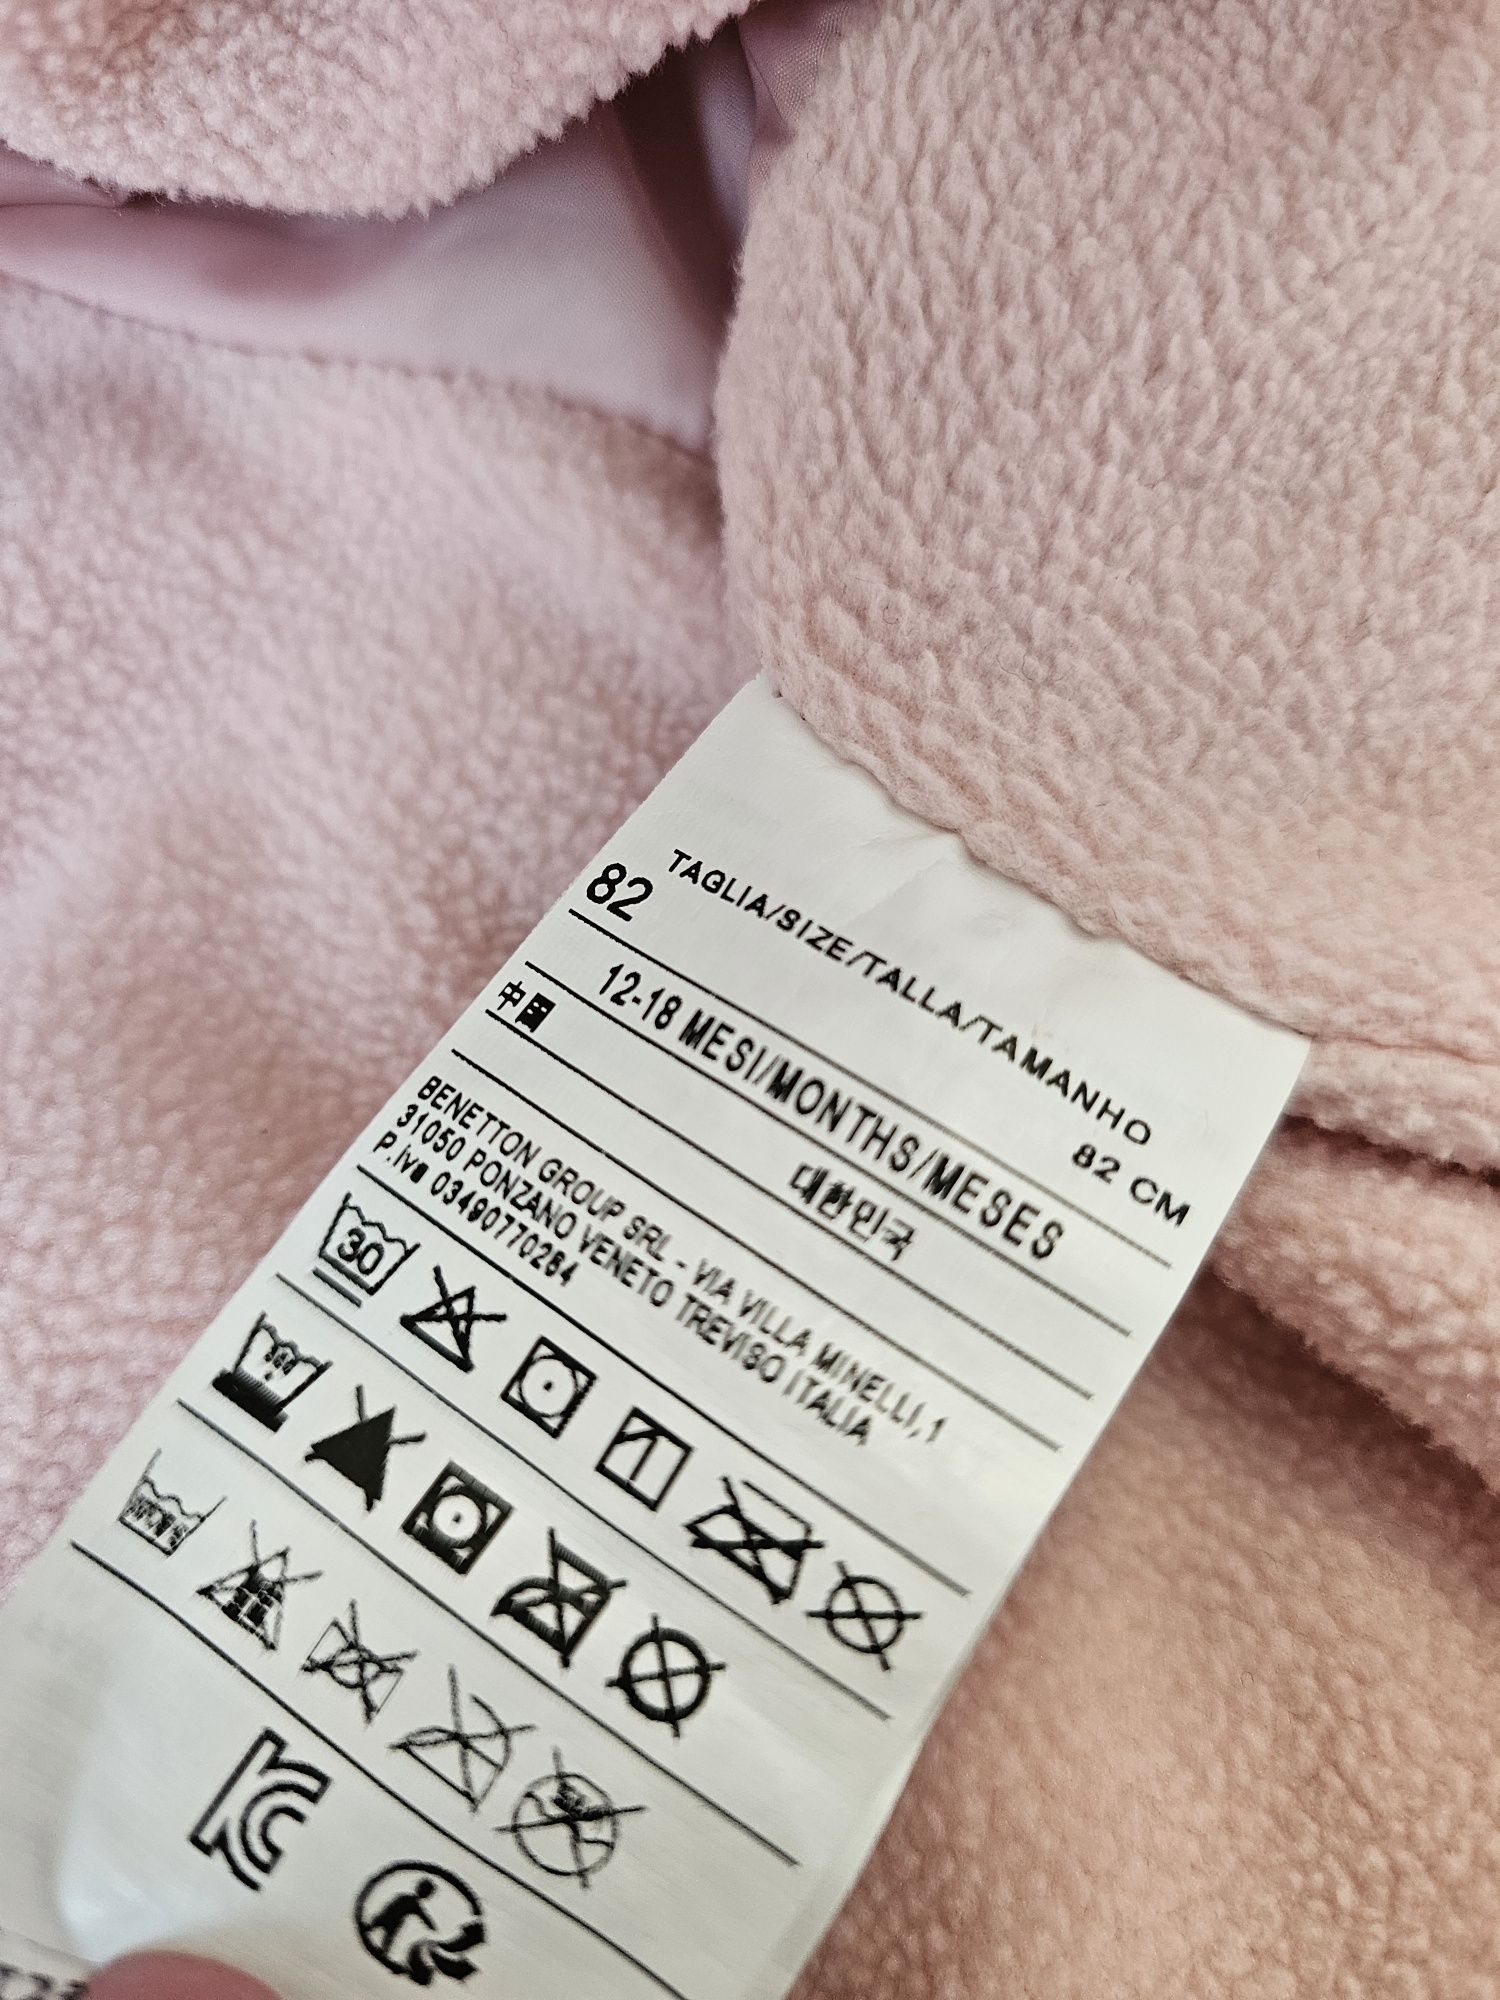 TAGLIA/SIZE/TALLA/TAMANHO
82
82 CM
12-18 MESI/MONTHS/MESES
中国
대한민국
BENETTON GROUP SRL - VIA VILLA MINELLI,1
31050 PONZANO VENETO TREVISO ITALIA
P.iva 03490770264
30